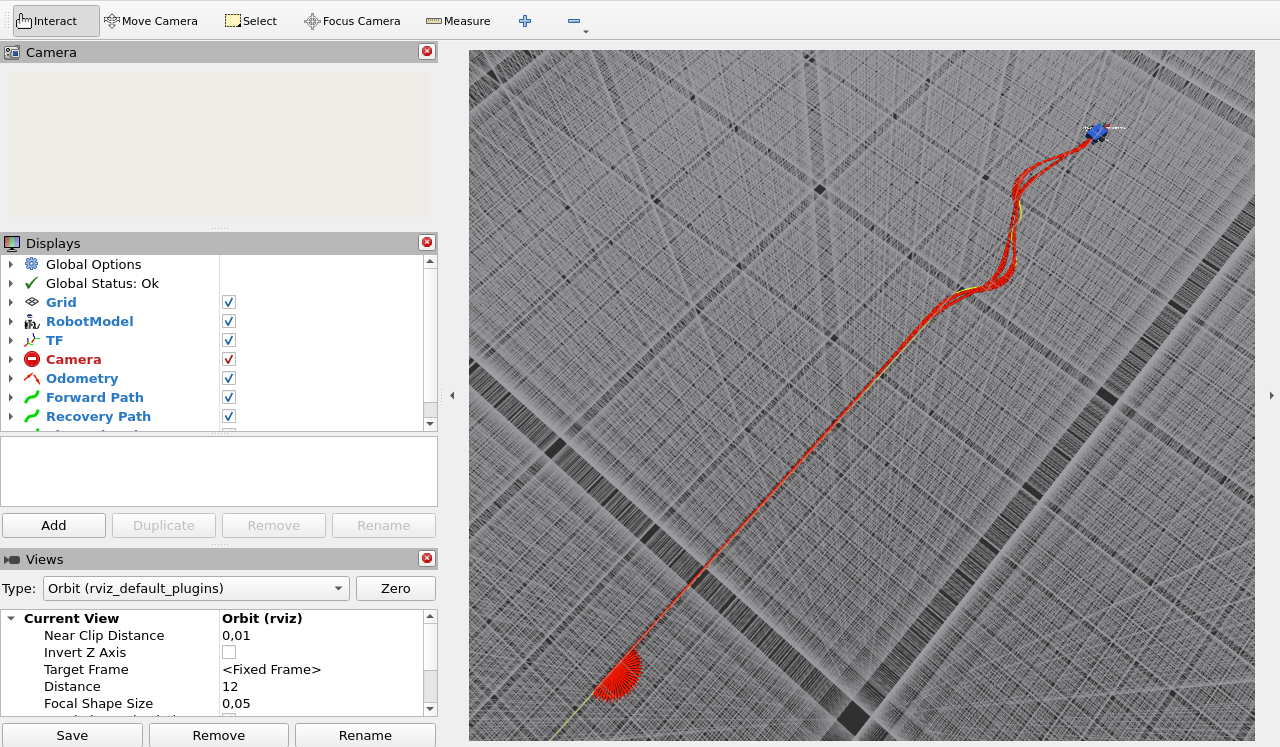 Interact Move Camera Select Focus Camera Measure
Camera
Displays
Global Options
Global Status: Ok
Grid
RobotModel
TF
Camera
Odometry
Forward Path
Recovery Path
Add Duplicate Remove Rename
Views
Type: Orbit (rviz_default_plugins) Zero
Current View Orbit (rviz)
Near Clip Distance 0,01
Invert Z Axis
Target Frame <Fixed Frame>
Distance 12
Focal Shape Size 0,05
Save Remove Rename